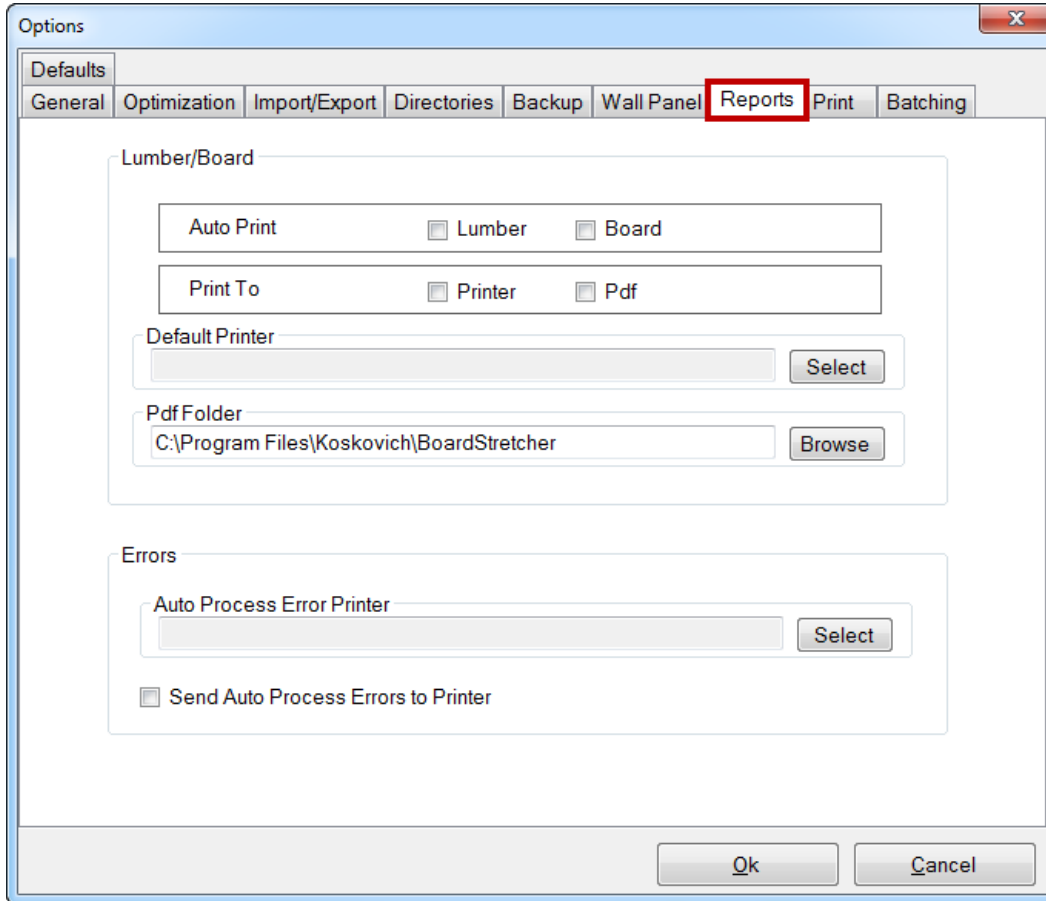 Options
Defaults
General Optimization Import/Export Directories Backup Wall Panel Reports Print Batching
Lumber/Board
Auto Print Lumber Board
Print To Printer Pdf
Default Printer
Select
Pdf Folder
C:\Program Files\Koskovich\BoardStretcher Browse
Errors
Auto Process Error Printer
Select
Send Auto Process Errors to Printer
Ok Cancel